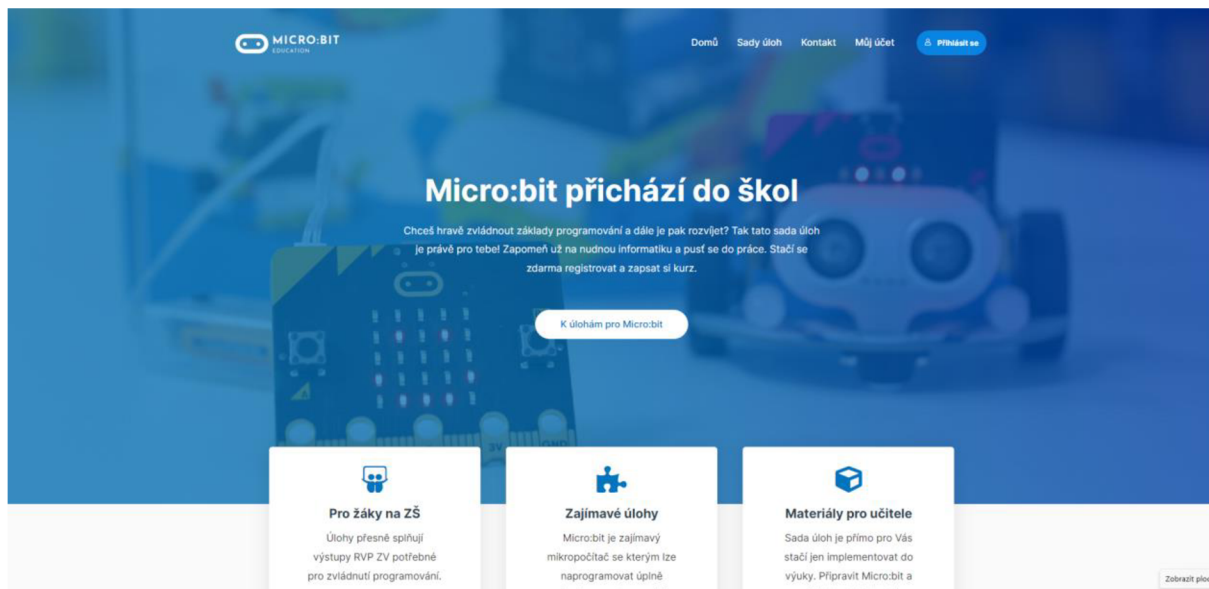 MICRO:BIT
EDUCATION
Domů Sady úloh Kontakt Můj účet Přihlásit se
Micro:bit přichází do škol
Chceš hravě zvládnout základy programování a dále je pak rozvíjet? Tak tato sada úloh
je právě pro tebe! Zapomeň už na nudnou informatiku a pusť se do práce. Stačí se
zdarma registrovat a zapsat si kurz.
K úlohám pro Micro:bit
A
3V GND
Pro žáky na ZŠ
Úlohy přesně splňují
výstupy RVP ZV potřebné
pro zvládnutí programování.
Zajímavé úlohy
Micro:bit je zajímavý
mikropočítač se kterým lze
naprogramovat úplně
Materiály pro učitele
Sada úloh je přímo pro Vás
stačí jen implementovat do
výuky. Připravit Micro:bit a
Zobrazit